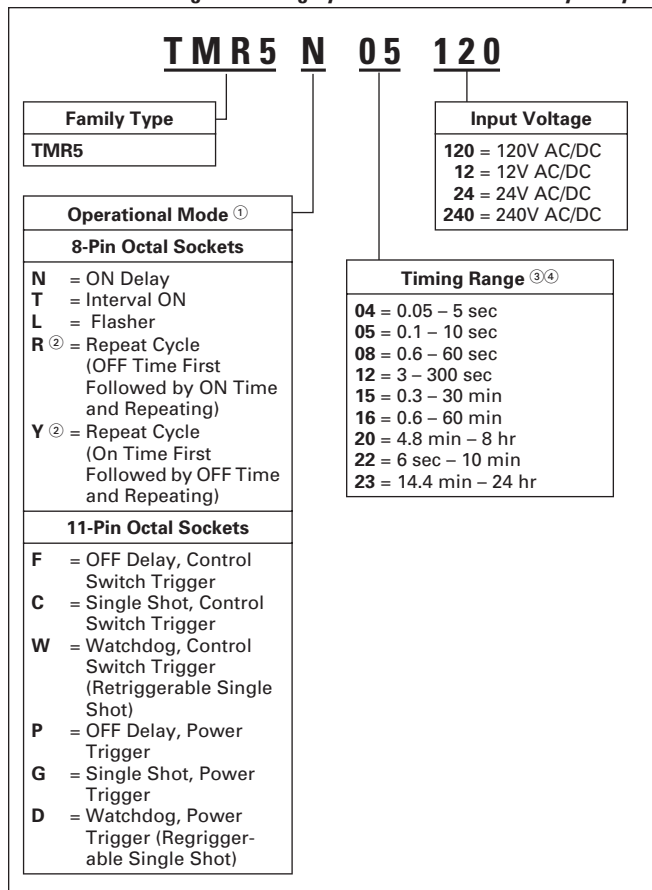 TMR5 N 05 120
Family Type
TMR5
Input Voltage
120 = 120V AC/DC
12 = 12V AC/DC
24 = 24V AC/DC
240 = 240V AC/DC
Operational Mode ①
8-Pin Octal Sockets
N = ON Delay
T = Interval ON
L = Flasher
R ② = Repeat Cycle
(OFF Time First
Followed by ON Time
and Repeating)
Y ② = Repeat Cycle
(On Time First
Followed by OFF Time
and Repeating)
11-Pin Octal Sockets
F = OFF Delay, Control
Switch Trigger
C = Single Shot, Control
Switch Trigger
W = Watchdog, Control
Switch Trigger
(Retriggerable Single
Shot)
P = OFF Delay, Power
Trigger
G = Single Shot, Power
Trigger
D = Watchdog, Power
Trigger (Regrigger-
able Single Shot)
Timing Range ③④
04 = 0.05 – 5 sec
05 = 0.1 – 10 sec
08 = 0.6 – 60 sec
12 = 3 – 300 sec
15 = 0.3 – 30 min
16 = 0.6 – 60 min
20 = 4.8 min – 8 hr
22 = 6 sec – 10 min
23 = 14.4 min – 24 hr